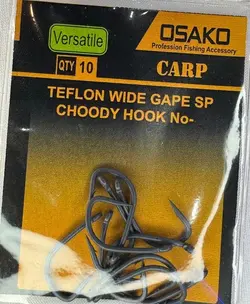 Versatile
QTY 10
OSAKO
Profession Fishing Accessory
CARP
TEFLON WIDE GAPE SP
CHOODY HOOK No-